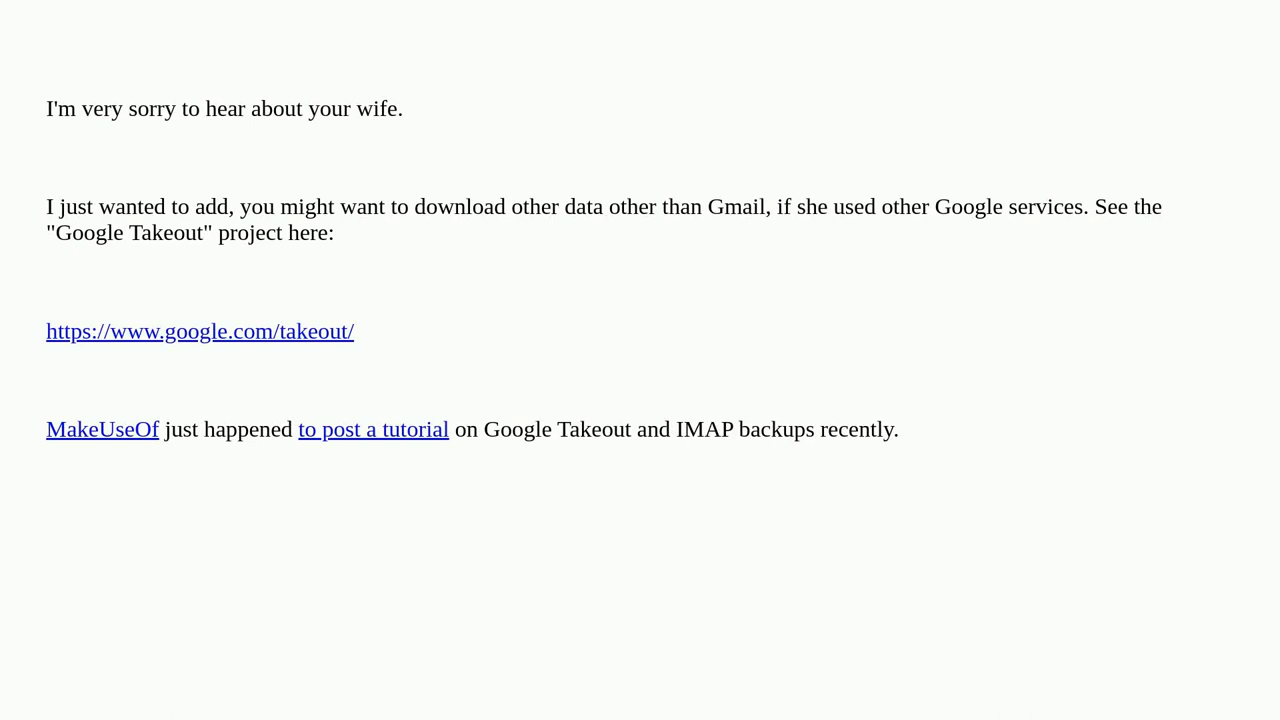 I'm very sorry to hear about your wife.
I just wanted to add, you might want to download other data other than Gmail, if she used other Google services. See the
"Google Takeout" project here:
https://www.google.com/takeout/
MakeUseOf just happened to post a tutorial on Google Takeout and IMAP backups recently.